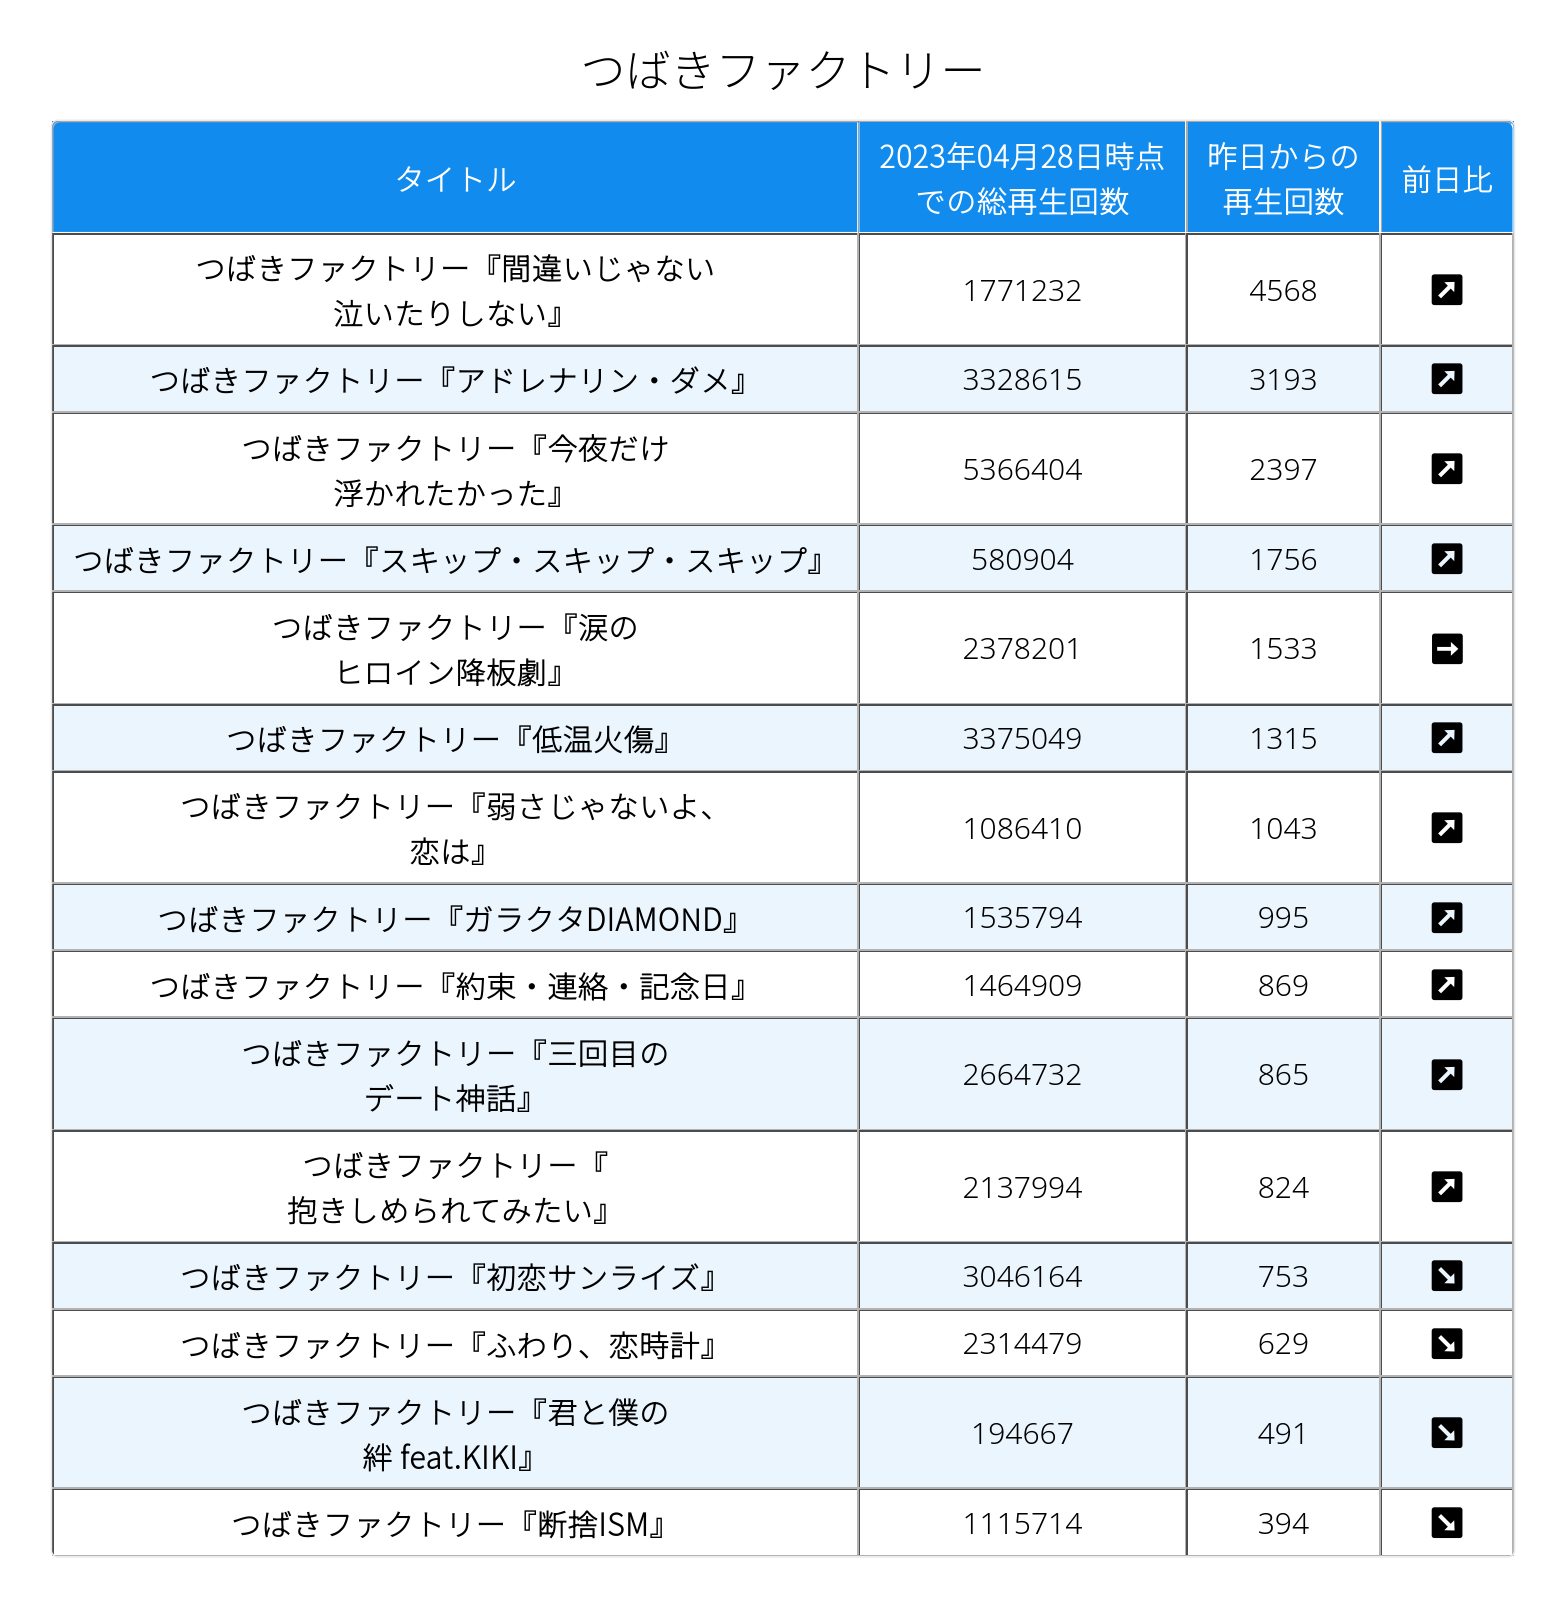 つばきファクトリー
タイトル
2023年04月28日時点
での総再生回数
昨日からの
再生回数
前日比
つばきファクトリー『間違いじゃない
泣いたりしない』
1771232
4568
つばきファクトリー『アドレナリン・ダメ』
3328615
3193
つばきファクトリー『今夜だけ
浮かれたかった』
5366404
2397
つばきファクトリー『スキップ・スキップ・スキップ』
580904
1756
つばきファクトリー『涙の
ヒロイン降板劇』
2378201
1533
つばきファクトリー『低温火傷』
3375049
1315
つばきファクトリー『弱さじゃないよ、
恋は』
1086410
1043
つばきファクトリー『ガラクタDIAMOND』
1535794
995
つばきファクトリー『約束・連絡・記念日』
1464909
869
つばきファクトリー『三回目の
デート神話』
2664732
865
つばきファクトリー『
抱きしめられてみたい』
2137994
824
つばきファクトリー『初恋サンライズ』
3046164
753
つばきファクトリー『ふわり、恋時計』
2314479
629
つばきファクトリー『君と僕の
絆 feat.KIKI』
194667
491
つばきファクトリー『断捨ISM』
1115714
394